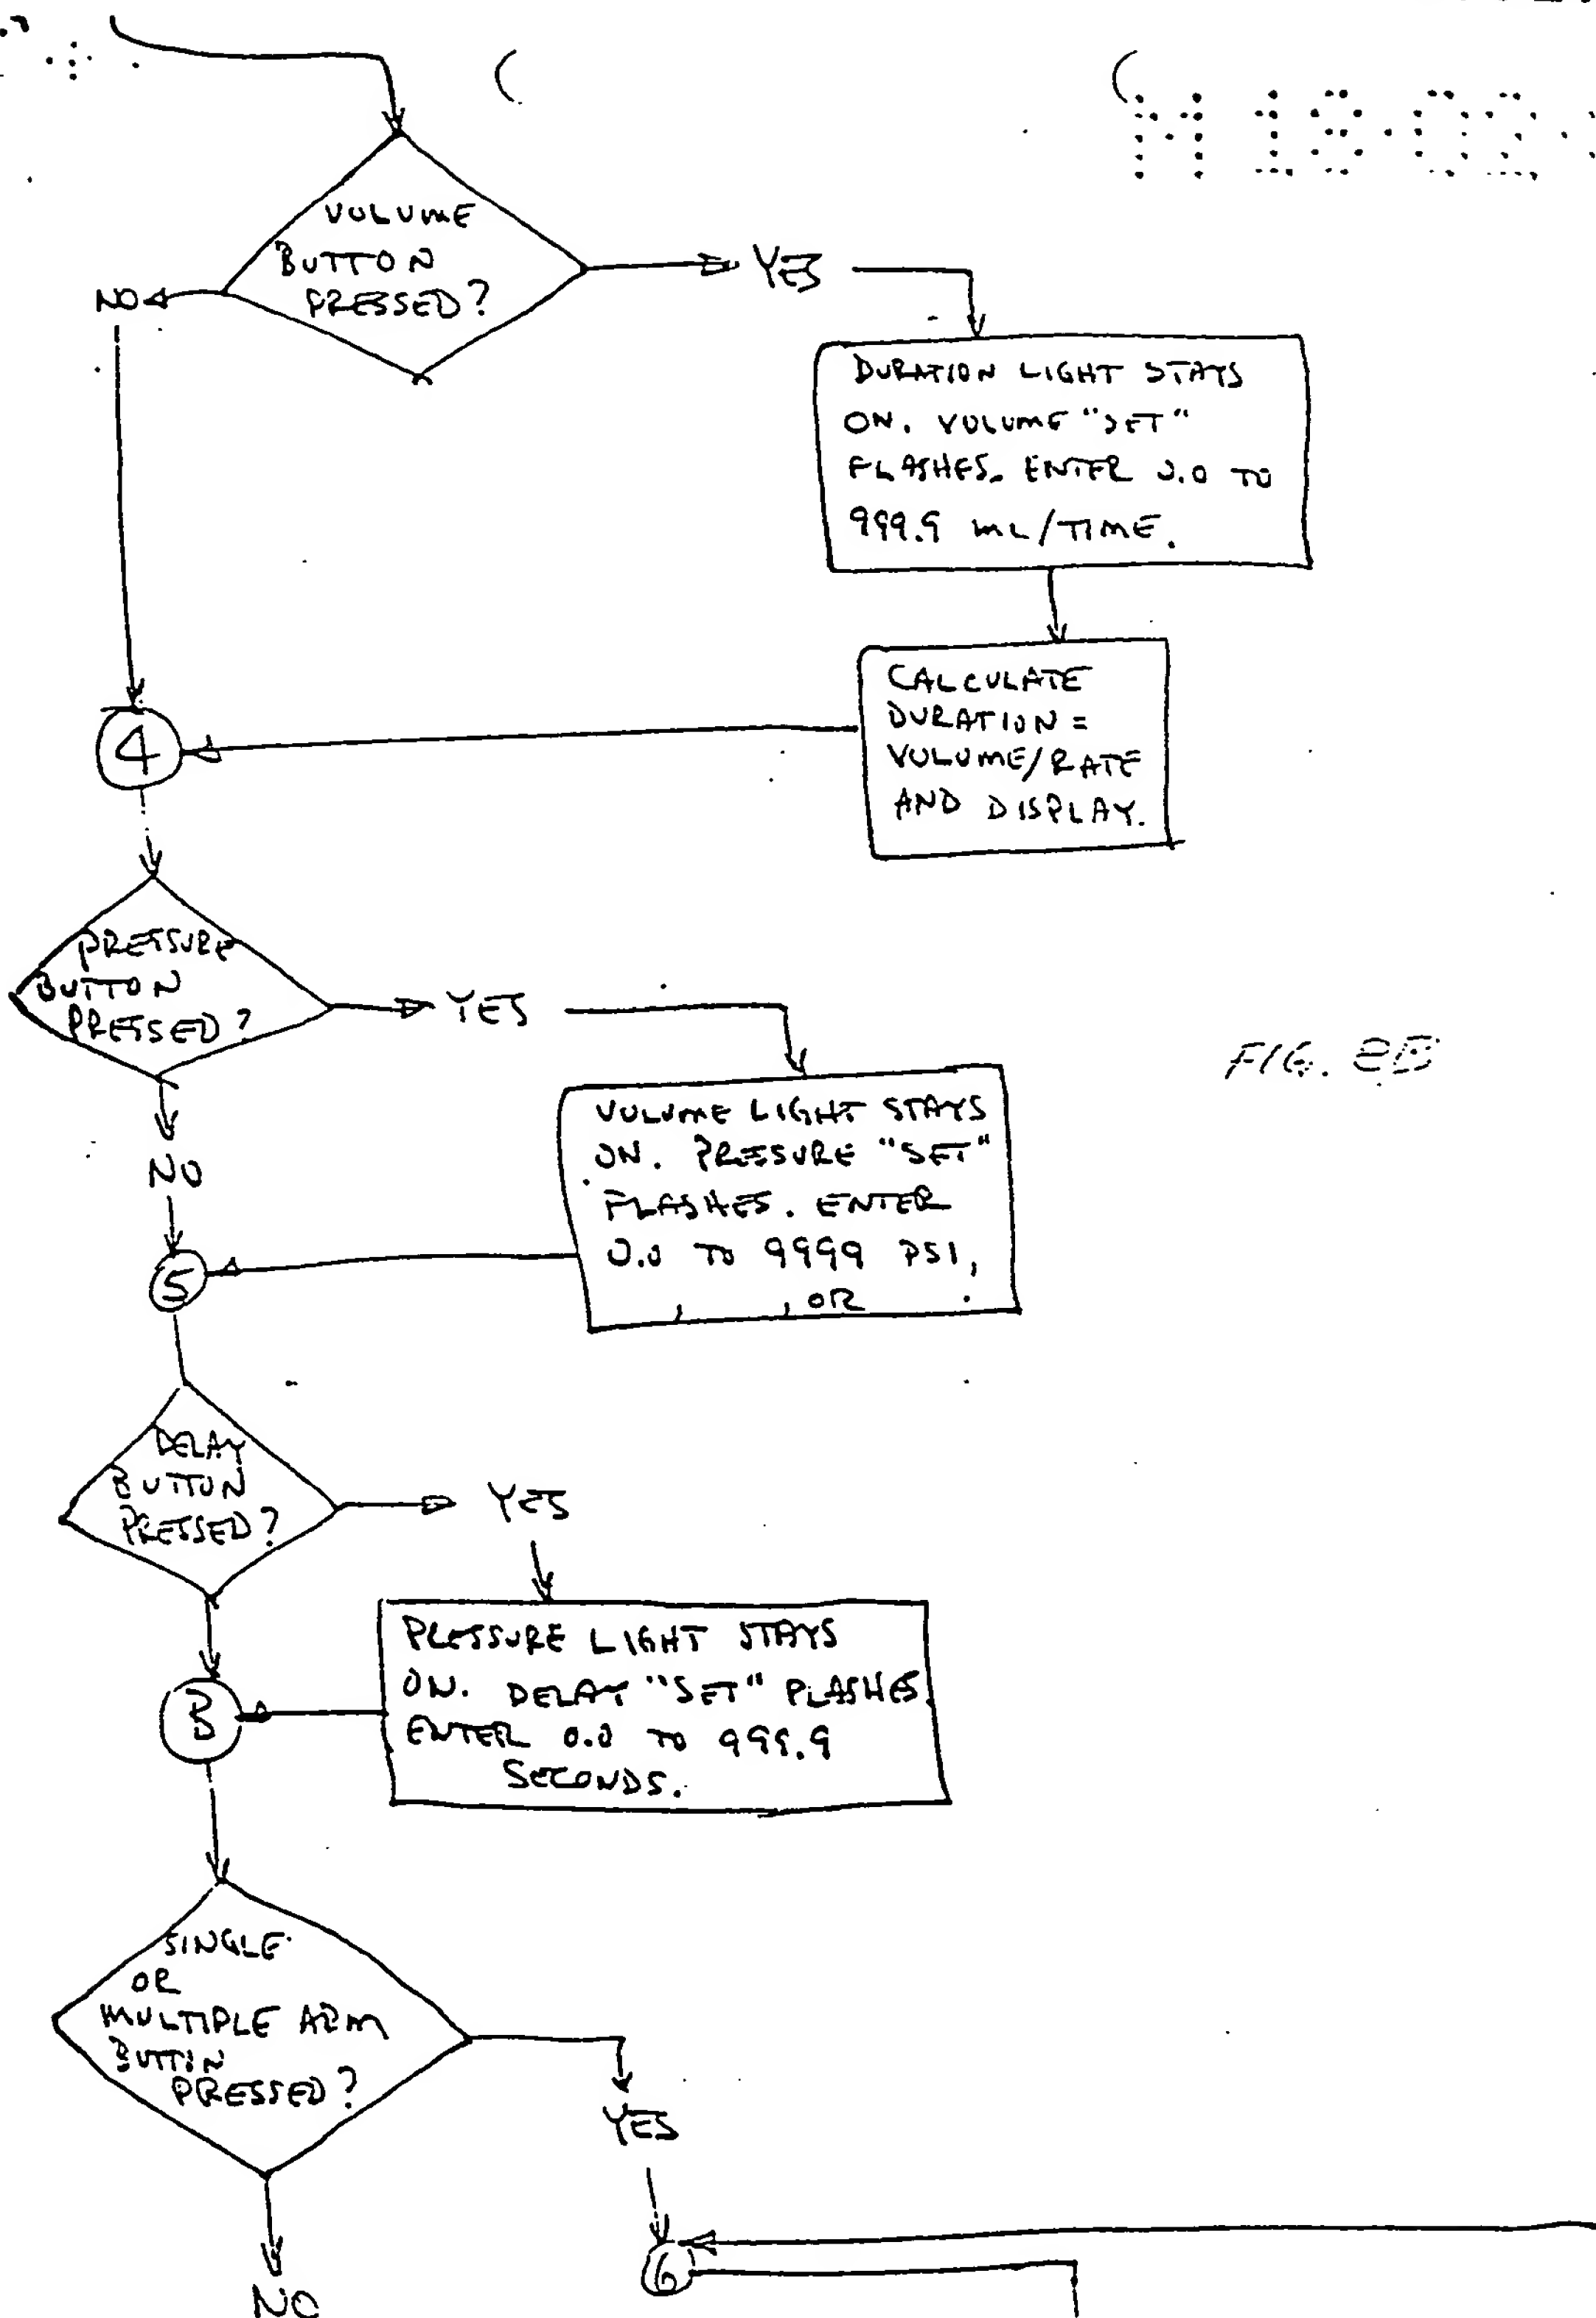 M 18·02·
VOLUME
BUTTON
PRESSED?
YES
NO
DURATION LIGHT STAYS
ON. VOLUME "SET"
FLASHES. ENTER 0.0 TO
999.9 ML/TIME.
CALCULATE
DURATION =
VOLUME/RATE
AND DISPLAY.
4
PRESSURE
BUTTON
PRESSED?
YES
FIG. 8B
VOLUME LIGHT STAYS
ON. PRESSURE "SET"
FLASHES. ENTER
0.0 TO 9999 PSI,
, , OR .
NO
5
DELAY
BUTTON
PRESSED?
YES
PRESSURE LIGHT STAYS
ON. DELAY "SET" FLASHES.
ENTER 0.0 TO 999.9
SECONDS.
B
SINGLE
OR
MULTIPLE ARM
BUTTON
PRESSED?
YES
6
NO